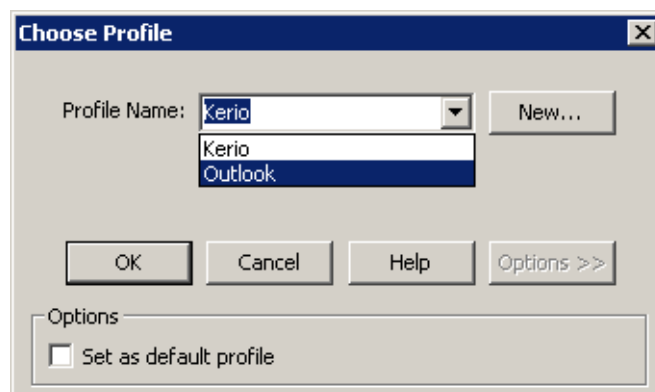 Choose Profile
Profile Name: Kerio New...
Kerio
Outlook
OK Cancel Help Options >>
Options
Set as default profile